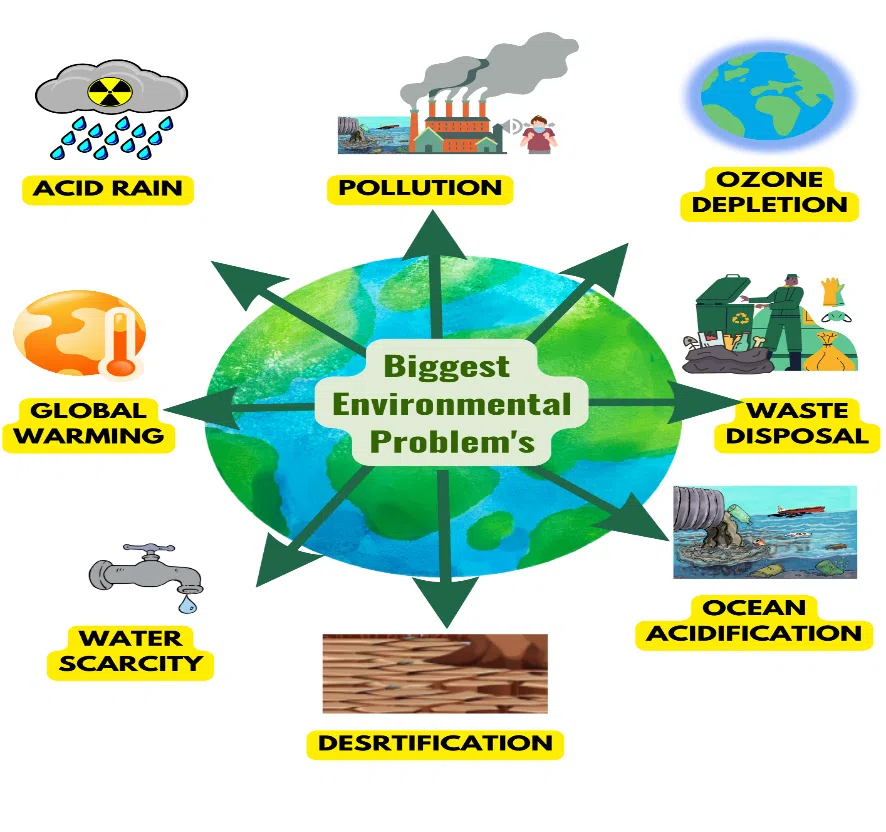 ACID RAIN
POLLUTION
OZONE
DEPLETION
GLOBAL
WARMING
Biggest
Environmental
Problem's
WASTE
DISPOSAL
WATER
SCARCITY
OCEAN
ACIDIFICATION
DESRTIFICATION